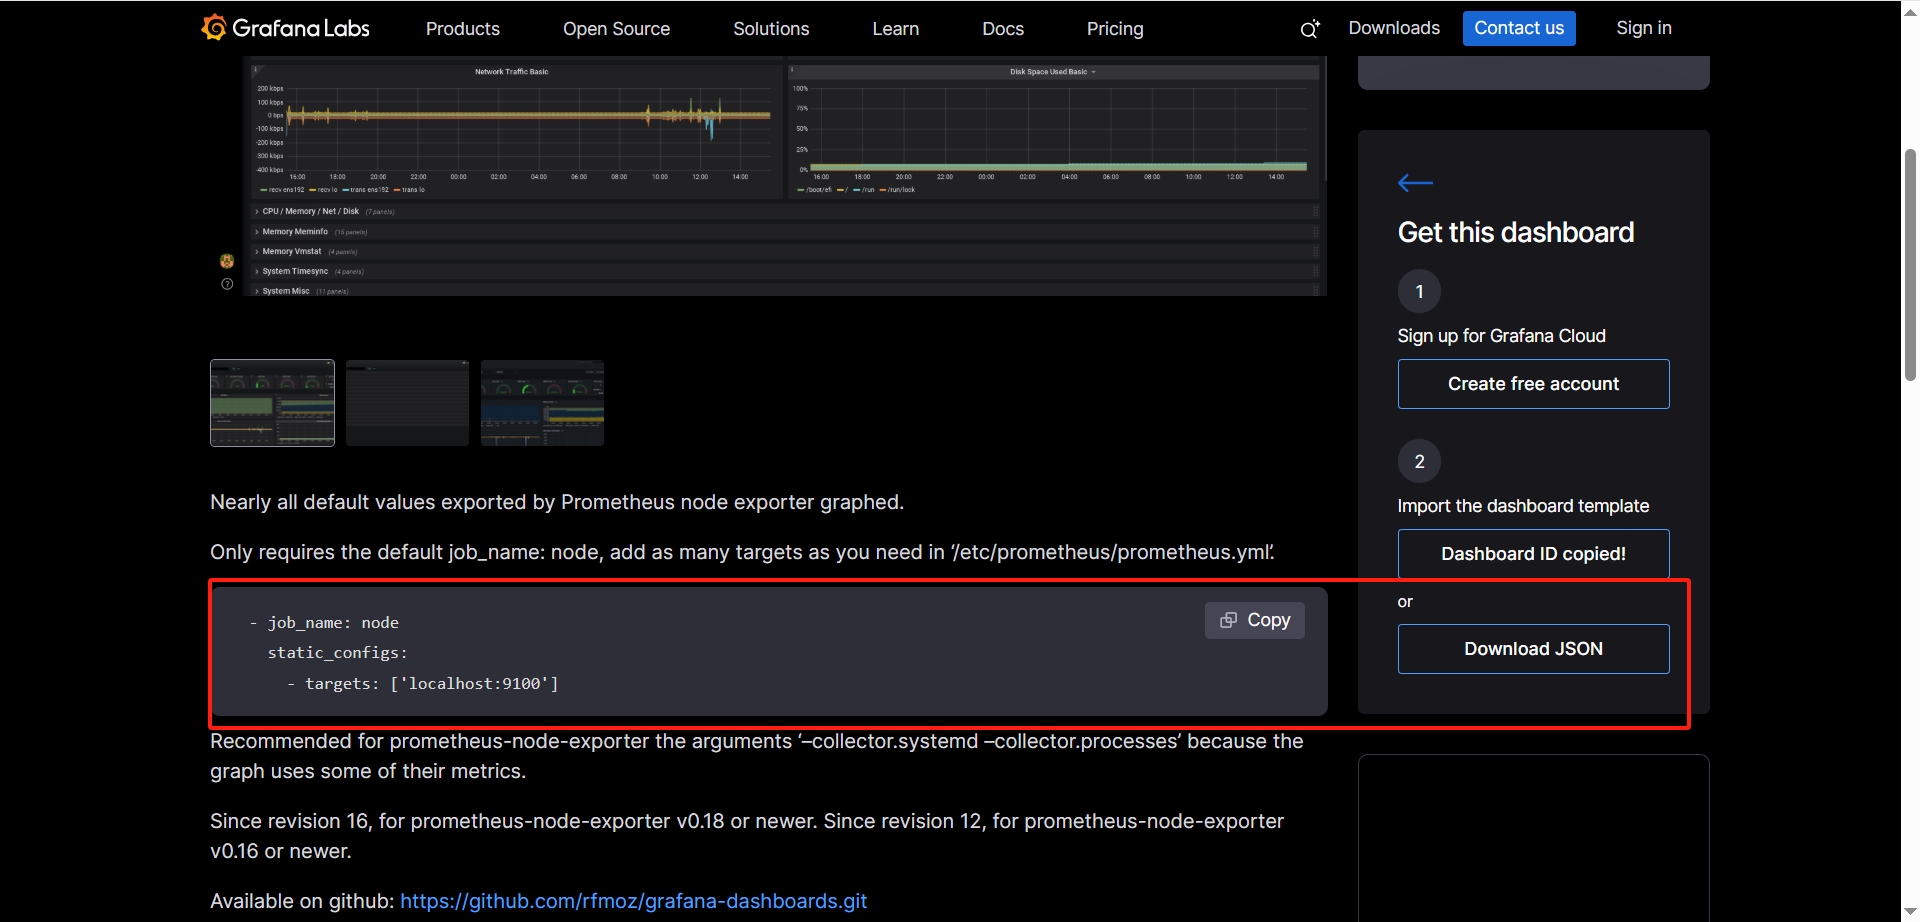 Grafana Labs
Products
Open Source
Solutions
Learn
Docs
Pricing
Downloads
Contact us
Sign in
Network Traffic Basic
200 kbps
100 kbps
0 bps
-100 kbps
-200 kbps
-300 kbps
-400 kbps
16:00 18:00 20:00 22:00 00:00 02:00 04:00 06:00 08:00 10:00 12:00 14:00
recv ens192 recv lo trans ens192 trans lo
Disk Space Used Basic
100%
75%
50%
25%
0%
16:00 18:00 20:00 22:00 00:00 02:00 04:00 06:00 08:00 10:00 12:00 14:00
/boot/efi / /run /run/lock
CPU / Memory / Net / Disk (7 panels)
Memory Meminfo (15 panels)
Memory Vmstat (4 panels)
System Timesync (4 panels)
System Misc (11 panels)
Nearly all default values exported by Prometheus node exporter graphed.
Only requires the default job_name: node, add as many targets as you need in ‘/etc/prometheus/prometheus.yml’.
- job_name: node
static_configs:
- targets: ['localhost:9100']
Copy
Recommended for prometheus-node-exporter the arguments ‘–collector.systemd –collector.processes’ because the
graph uses some of their metrics.
Since revision 16, for prometheus-node-exporter v0.18 or newer. Since revision 12, for prometheus-node-exporter
v0.16 or newer.
Available on github: https://github.com/rfmoz/grafana-dashboards.git
Get this dashboard
1
Sign up for Grafana Cloud
Create free account
2
Import the dashboard template
Dashboard ID copied!
or
Download JSON